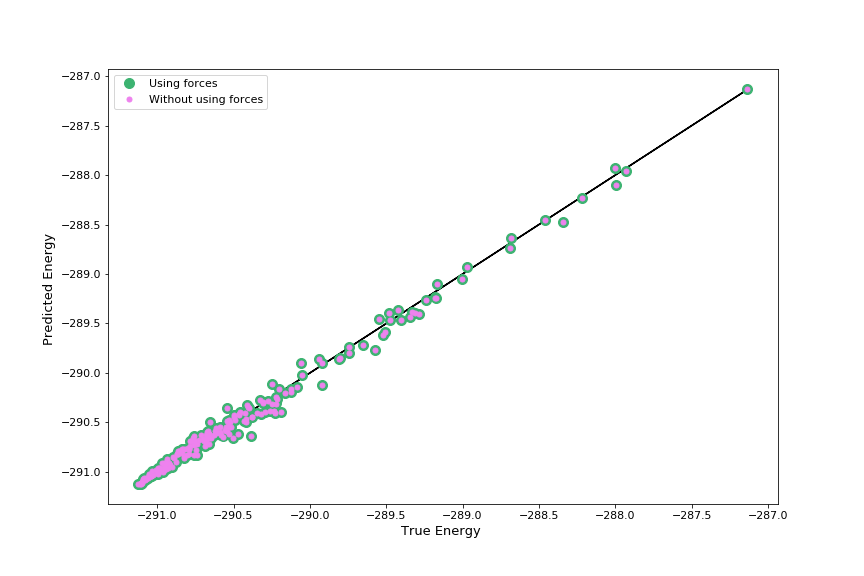 Using forces
Without using forces
−287.0
−287.5
−288.0
−288.5
−289.0
−289.5
−290.0
−290.5
−291.0
Predicted Energy
−291.0 −290.5 −290.0 −289.5 −289.0 −288.5 −288.0 −287.5 −287.0
True Energy